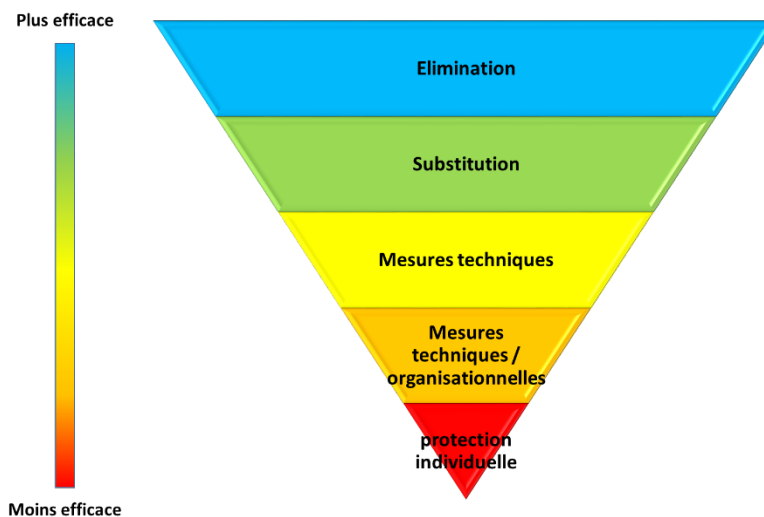 Plus efficace
Elimination
Substitution
Mesures techniques
Mesures
techniques /
organisationnelles
protection
individuelle
Moins efficace